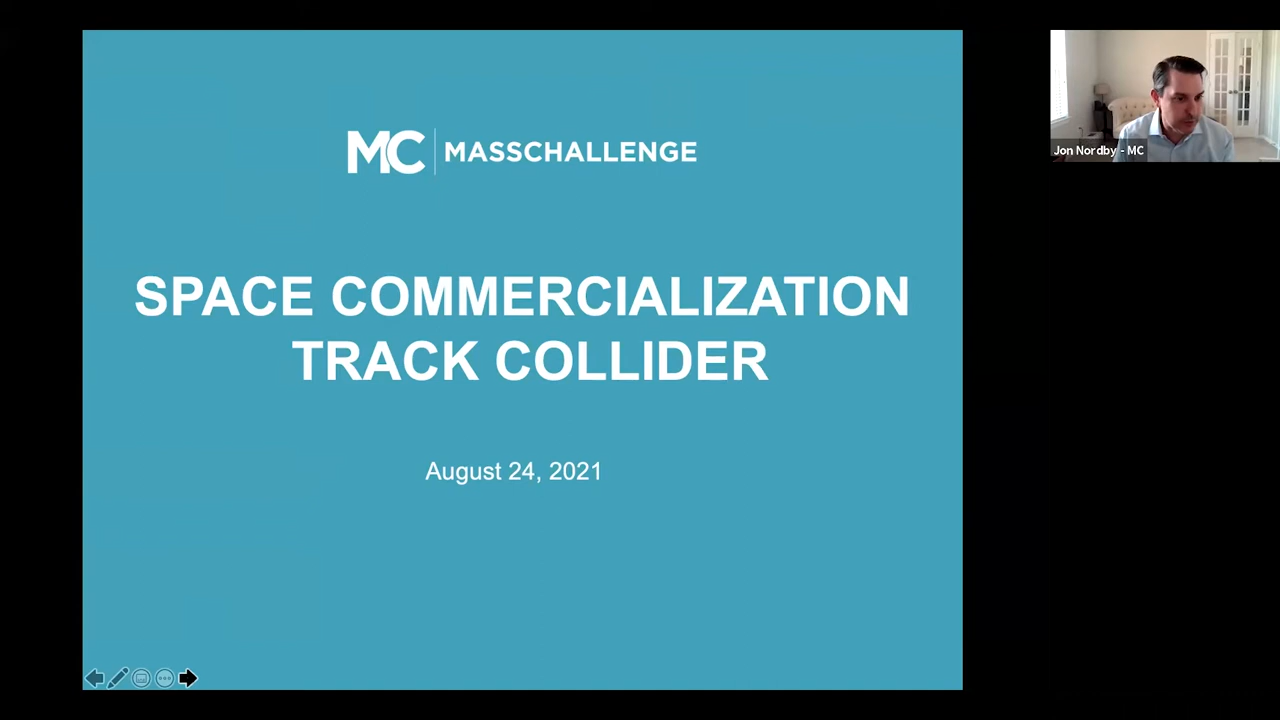 MC | MASSCHALLENGE
SPACE COMMERCIALIZATION
TRACK COLLIDER
August 24, 2021
Jon Nordby - MC